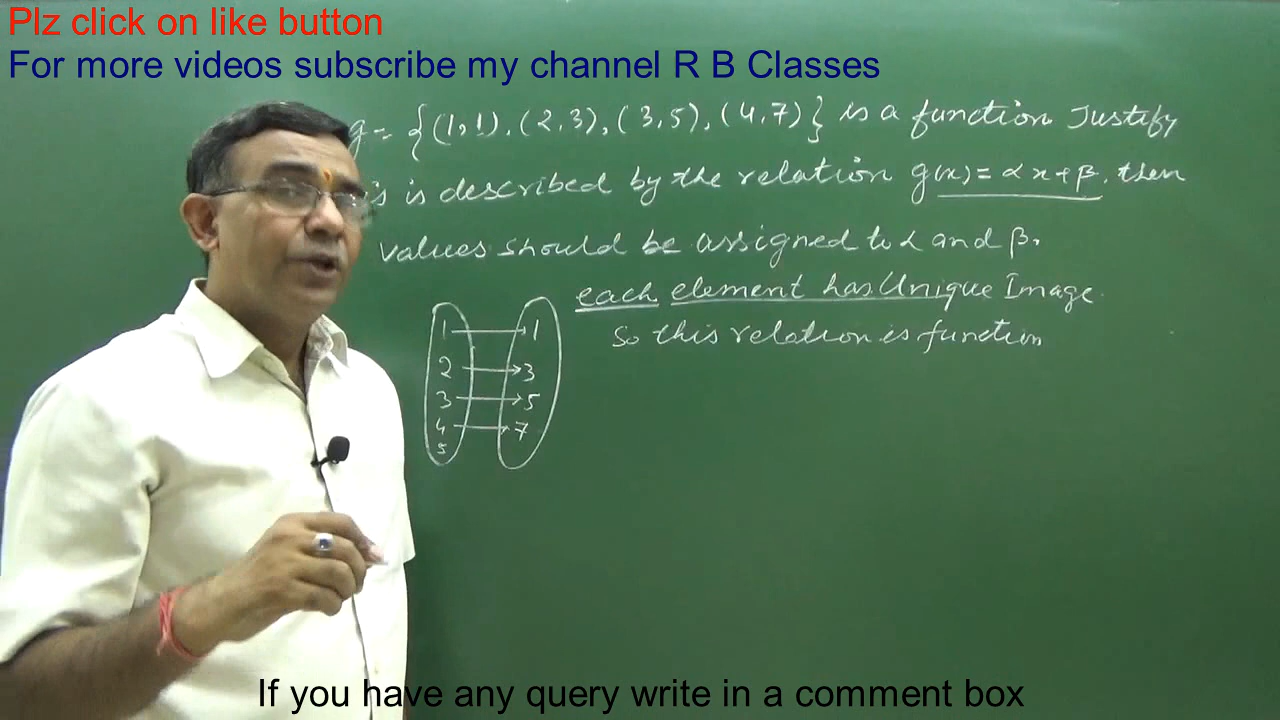 Plz click on like button
For more videos subscribe my channel R B Classes
g = {(1,1), (2,3), (3,5), (4,7)} is a function Justify
is described by the relation g(x) = αx+β, then
values should be assigned to α and β.
each element has Unique Image.
So this relation is function
1 1
2 3
3 5
4 7
5
If you have any query write in a comment box